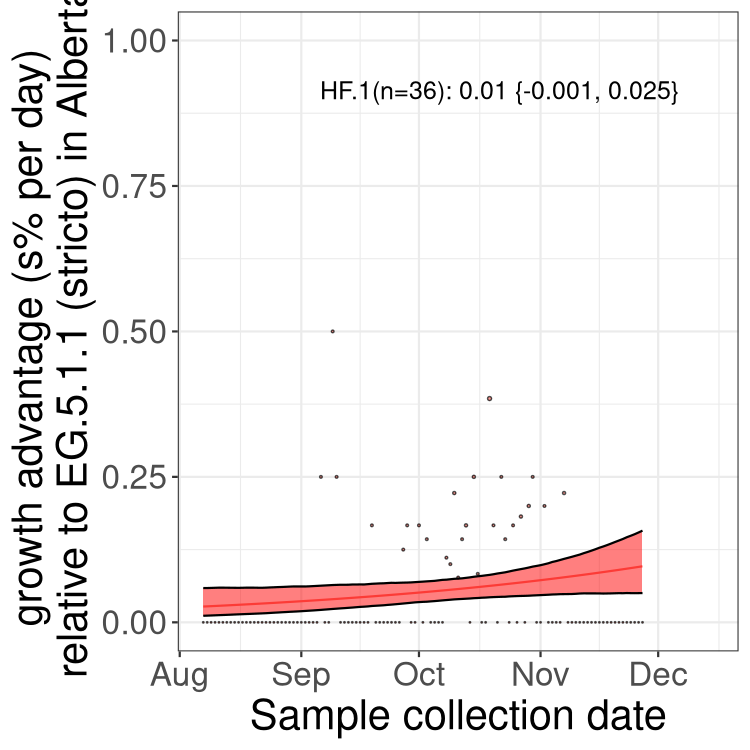 growth advantage (s% per day)
relative to EG.5.1.1 (stricto) in Alberta
1.00
0.75
0.50
0.25
0.00
HF.1(n=36): 0.01 {-0.001, 0.025}
Aug Sep Oct Nov Dec
Sample collection date